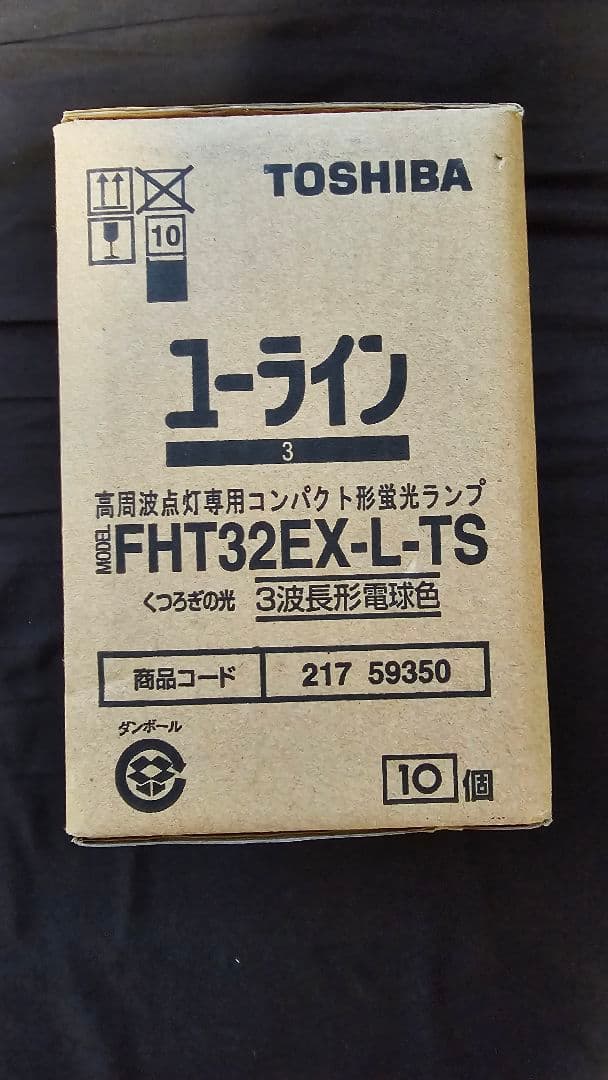 TOSHIBA
10
ユーライン
3
高周波点灯専用コンパクト形蛍光ランプ
MODEL FHT32EX-L-TS
くつろぎの光 3波長形電球色
商品コード 217 59350
ダンボール
10個